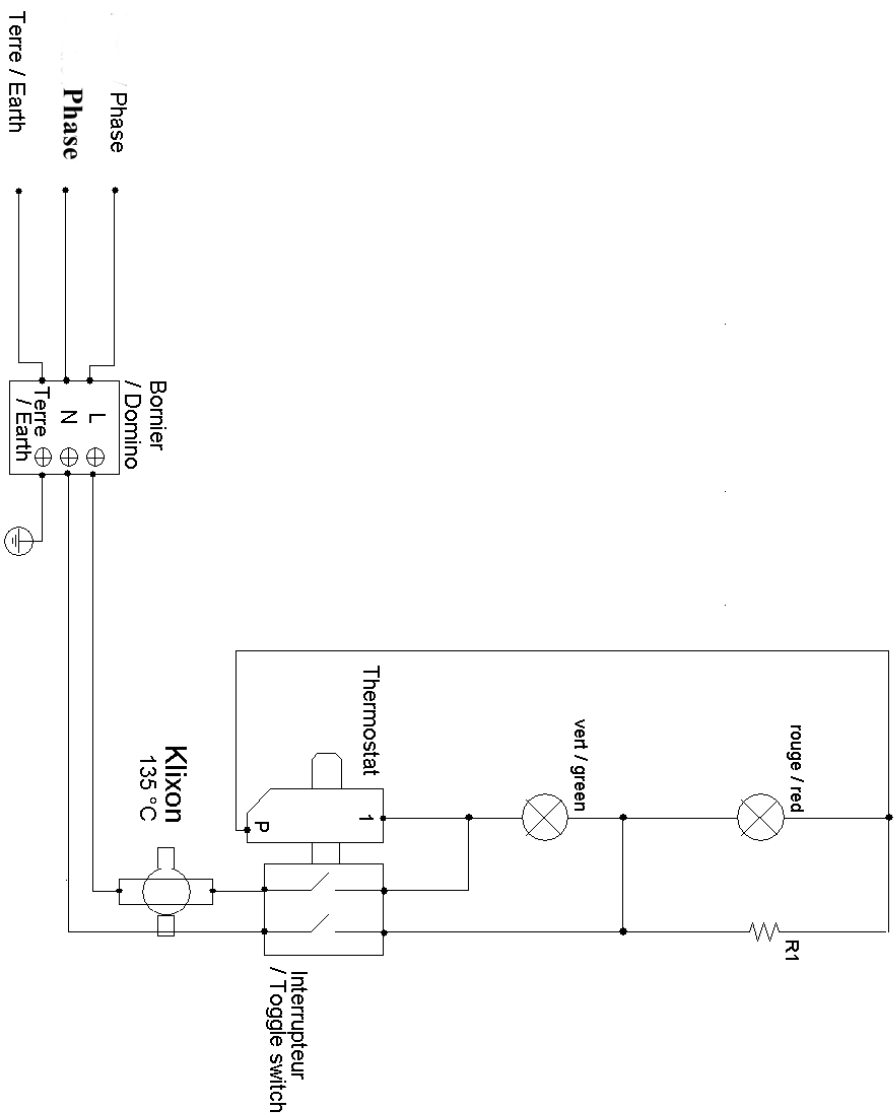 Terre / Earth
Phase
/ Phase
Bornier
/ Domino
L
N
Terre
/ Earth
Klixon
135 °C
Thermostat
1
P
Interrupteur
/ Toggle switch
vert / green
rouge / red
R1